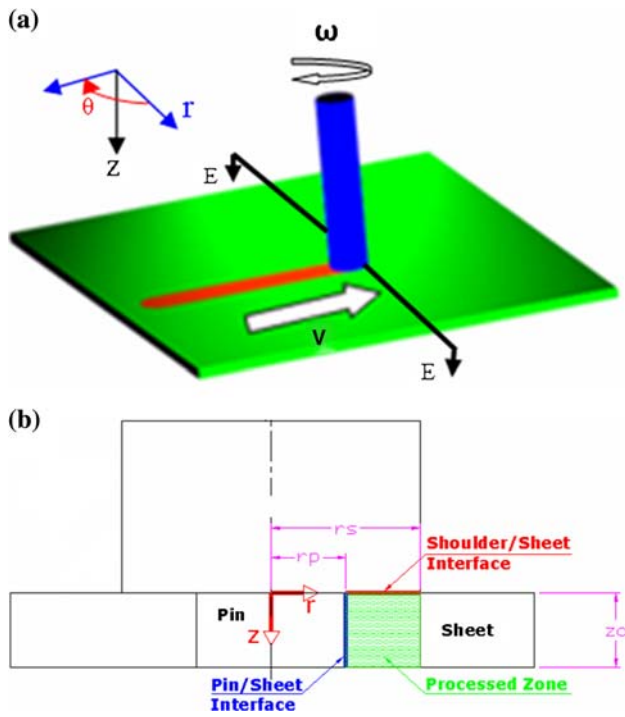 (a)
ω
θ
r
Z
E
V
E
(b)
rs
rp
Shoulder/Sheet
Interface
r
Pin
z
Sheet
zo
Pin/Sheet
Interface
Processed Zone